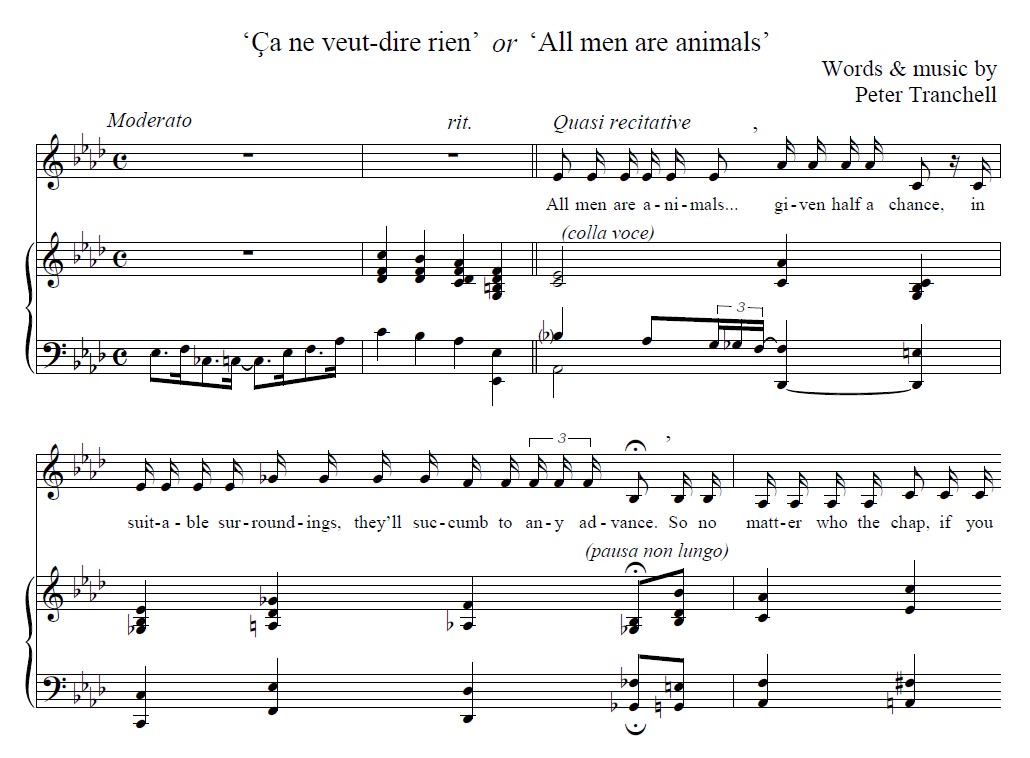 ‘Ça ne veut-dire rien’ or ‘All men are animals’
Words & music by
Peter Tranchell
Moderato rit. Quasi recitative ,
All men are a-ni-mals... gi-ven half a chance, in
(colla voce)
3
3 ,
suit-a-ble sur-round-ings, they’ll suc-cumb to an-y ad-vance. So no matt-er who the chap, if you
(pausa non lungo)